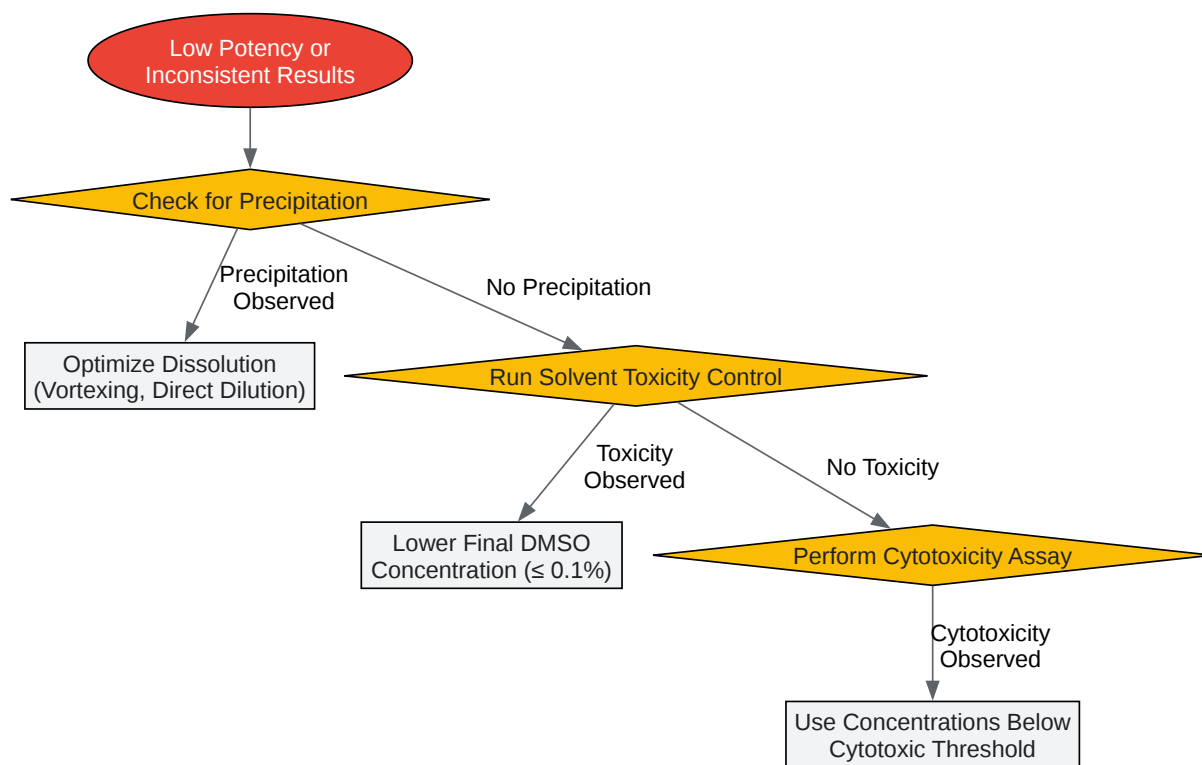 Low Potency or
Inconsistent Results
Check for Precipitation
Precipitation
Observed
No Precipitation
Optimize Dissolution
(Vortexing, Direct Dilution)
Run Solvent Toxicity Control
Toxicity
Observed
No Toxicity
Lower Final DMSO
Concentration (≤ 0.1%)
Perform Cytotoxicity Assay
Cytotoxicity
Observed
Use Concentrations Below
Cytotoxic Threshold